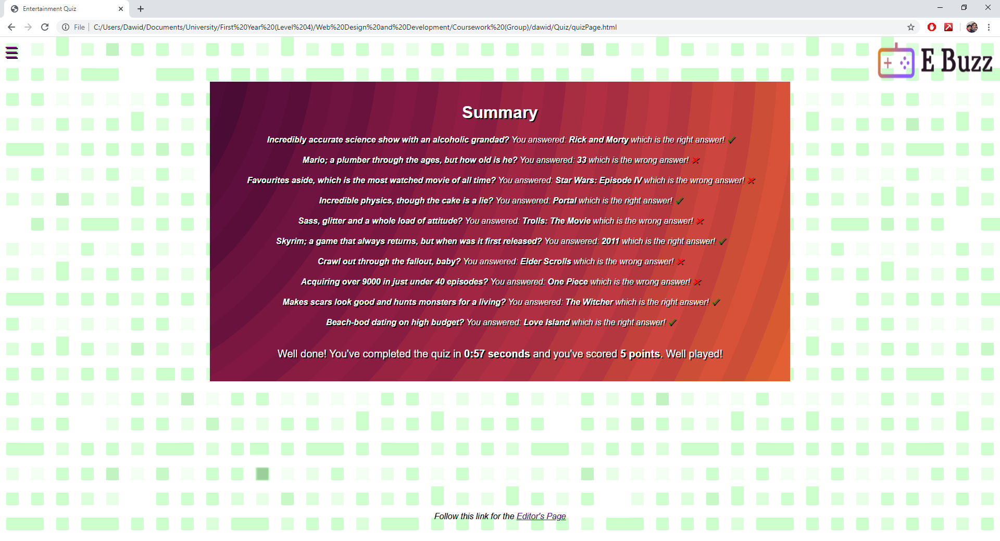 Entertainment Quiz
File
C:/Users/Dawid/Documents/University/First%20Year%20(Level%204)/Web%20Design%20and%20Development/Coursework%20(Group)/dawid/Quiz/quizPage.html
E Buzz
Summary
Incredibly accurate science show with an alcoholic grandad? You answered: Rick and Morty which is the right answer! ✓
Mario; a plumber through the ages, but how old is he? You answered: 33 which is the wrong answer! ✕
Favourites aside, which is the most watched movie of all time? You answered: Star Wars: Episode IV which is the wrong answer! ✕
Incredible physics, though the cake is a lie? You answered: Portal which is the right answer! ✓
Sass, glitter and a whole load of attitude? You answered: Trolls: The Movie which is the wrong answer! ✕
Skyrim; a game that always returns, but when was it first released? You answered: 2011 which is the right answer! ✓
Crawl out through the fallout, baby? You answered: Elder Scrolls which is the wrong answer! ✕
Acquiring over 9000 in just under 40 episodes? You answered: One Piece which is the wrong answer! ✕
Makes scars look good and hunts monsters for a living? You answered: The Witcher which is the right answer! ✓
Beach-bod dating on high budget? You answered: Love Island which is the right answer! ✓
Well done! You've completed the quiz in 0:57 seconds and you've scored 5 points. Well played!
Follow this link for the Editor's Page